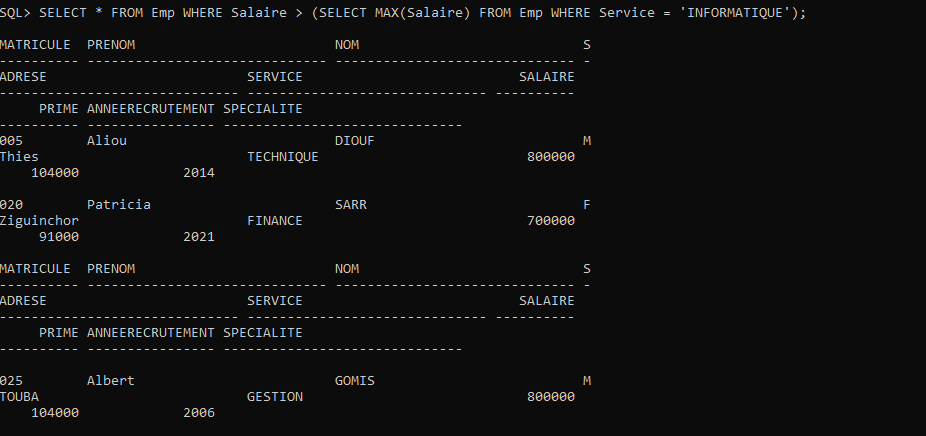 SQL> SELECT * FROM Emp WHERE Salaire > (SELECT MAX(Salaire) FROM Emp WHERE Service = 'INFORMATIQUE');
MATRICULE  PRENOM                         NOM                            S
---------- ------------------------------ ------------------------------ -
ADRESE                         SERVICE                           SALAIRE
------------------------------ ------------------------------ ----------
     PRIME ANNEERECRUTEMENT SPECIALITE
---------- ---------------- ------------------------------
005        Aliou                          DIOUF                          M
Thies                          TECHNIQUE                          800000
    104000             2014
020        Patricia                       SARR                           F
Ziguinchor                     FINANCE                            700000
     91000             2021
MATRICULE  PRENOM                         NOM                            S
---------- ------------------------------ ------------------------------ -
ADRESE                         SERVICE                           SALAIRE
------------------------------ ------------------------------ ----------
     PRIME ANNEERECRUTEMENT SPECIALITE
---------- ---------------- ------------------------------
025        Albert                         GOMIS                          M
TOUBA                          GESTION                            800000
    104000             2006